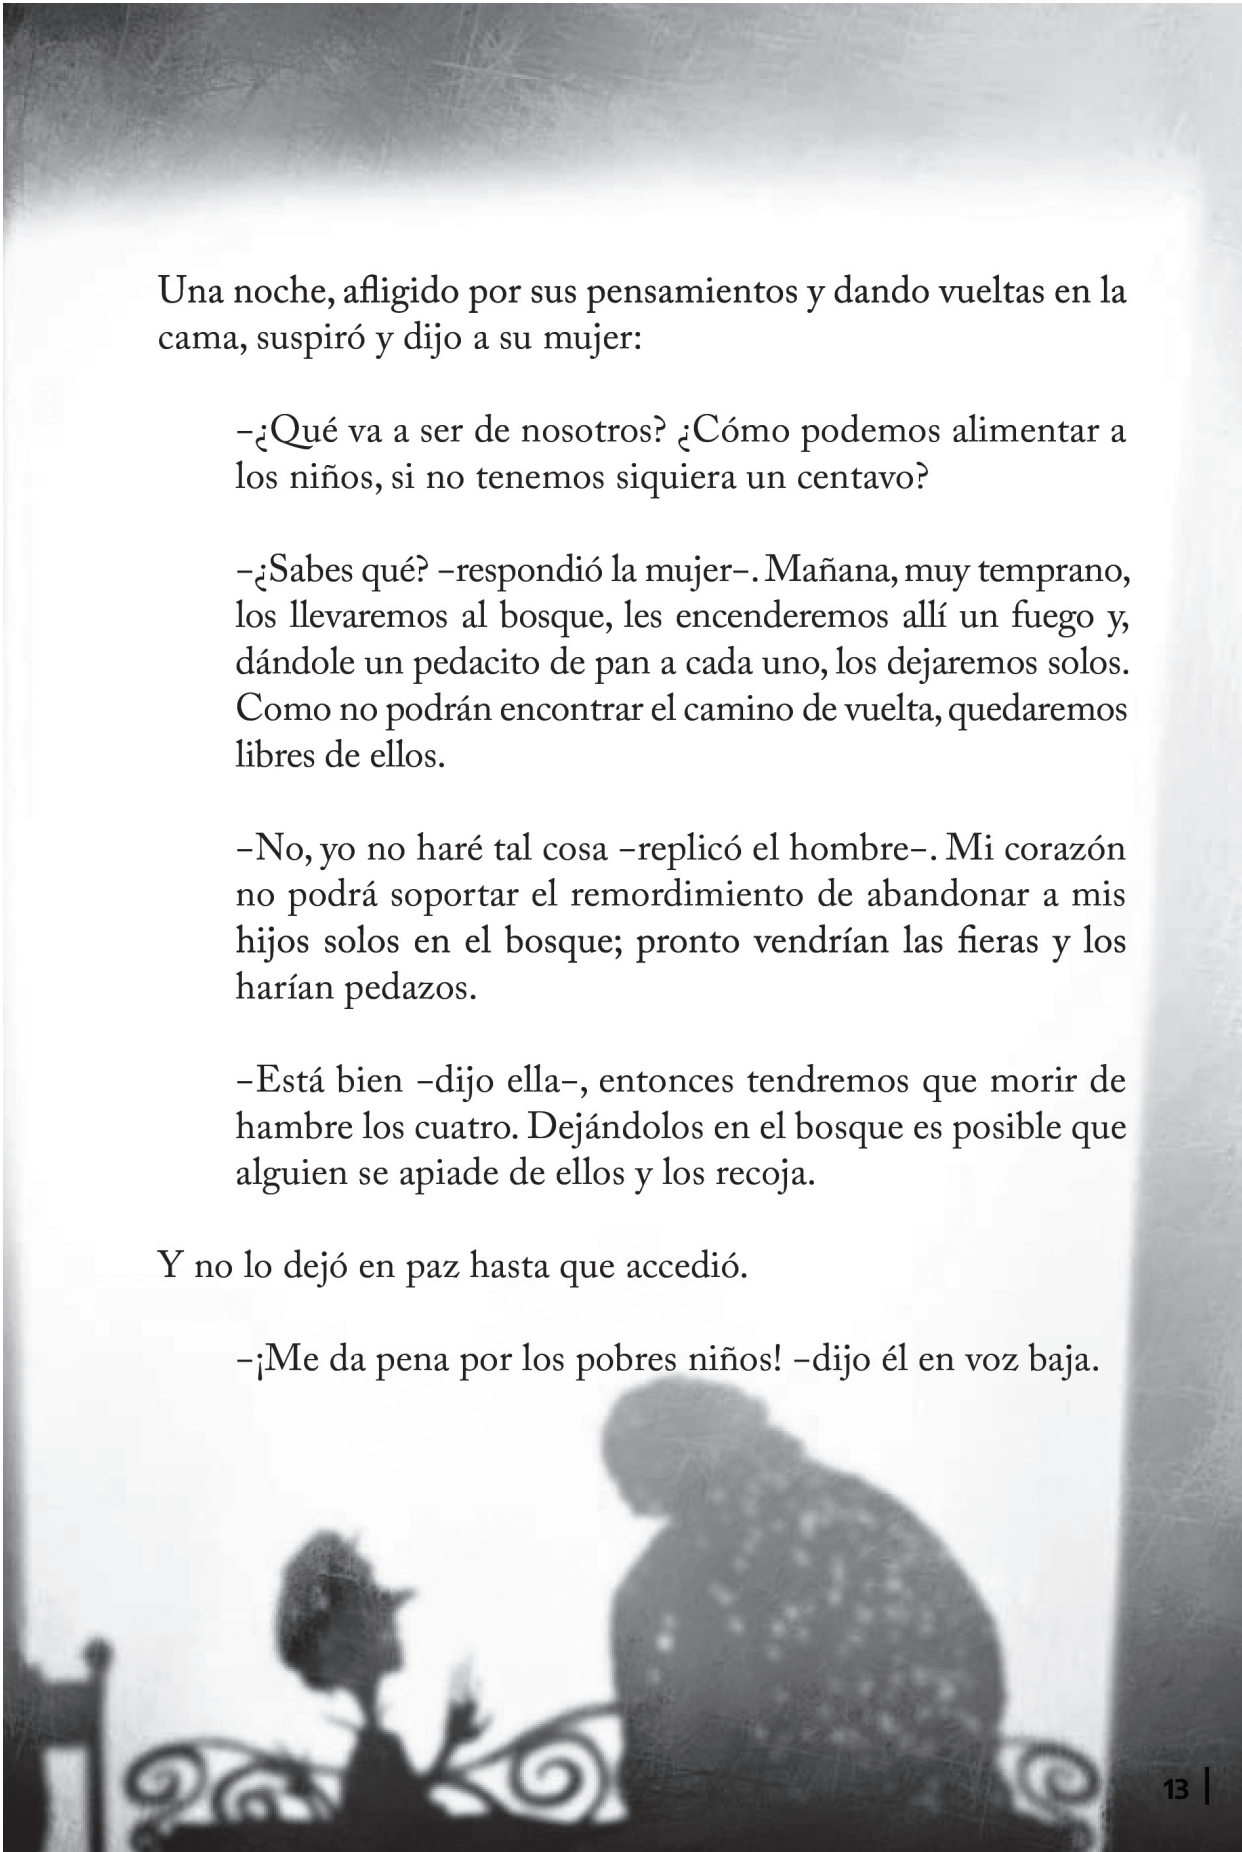 Una noche, afligido por sus pensamientos y dando vueltas en la
cama, suspiró y dijo a su mujer:
–¿Qué va a ser de nosotros? ¿Cómo podemos alimentar a
los niños, si no tenemos siquiera un centavo?
–¿Sabes qué? –respondió la mujer–. Mañana, muy temprano,
los llevaremos al bosque, les encenderemos allí un fuego y,
dándole un pedacito de pan a cada uno, los dejaremos solos.
Como no podrán encontrar el camino de vuelta, quedaremos
libres de ellos.
–No, yo no haré tal cosa –replicó el hombre–. Mi corazón
no podrá soportar el remordimiento de abandonar a mis
hijos solos en el bosque; pronto vendrían las fieras y los
harían pedazos.
–Está bien –dijo ella–, entonces tendremos que morir de
hambre los cuatro. Dejándolos en el bosque es posible que
alguien se apiade de ellos y los recoja.
Y no lo dejó en paz hasta que accedió.
–¡Me da pena por los pobres niños! –dijo él en voz baja.
13 |